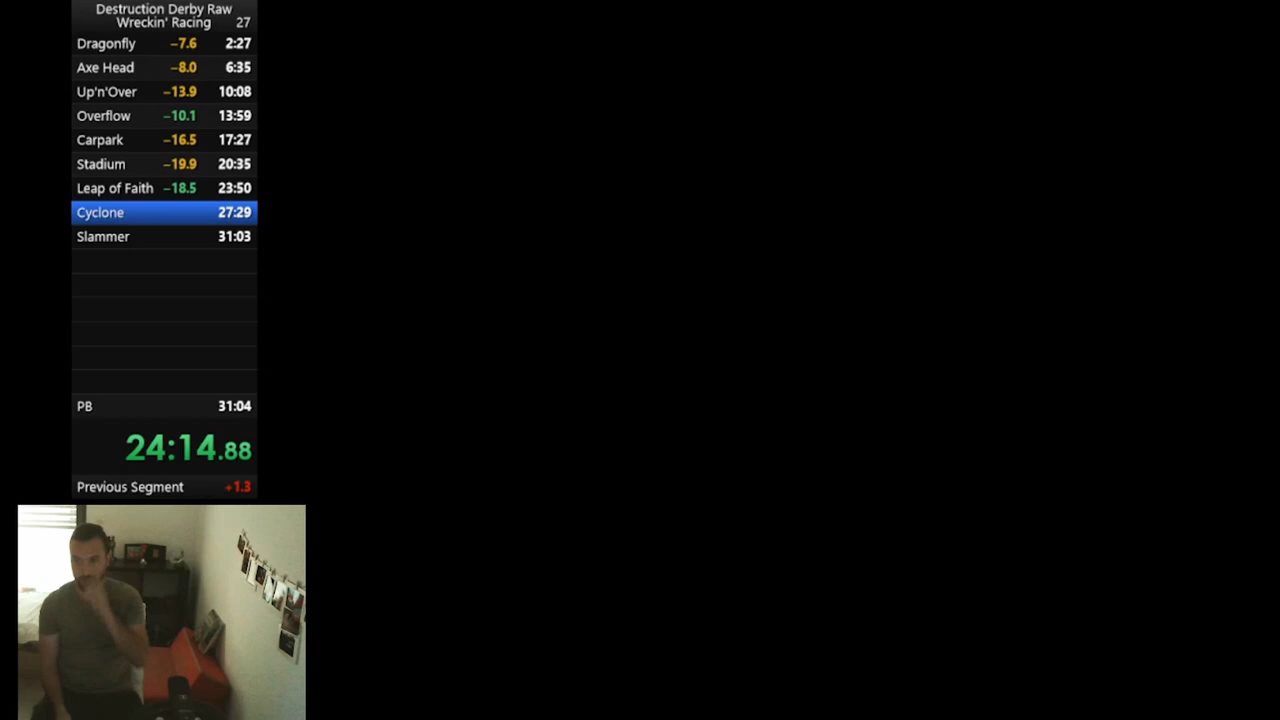 Destruction Derby Raw
Wreckin' Racing 27
Dragonfly −7.6 2:27
Axe Head −8.0 6:35
Up'n'Over −13.9 10:08
Overflow −10.1 13:59
Carpark −16.5 17:27
Stadium −19.9 20:35
Leap of Faith −18.5 23:50
Cyclone 27:29
Slammer 31:03
PB 31:04
24:14.88
Previous Segment +1.3